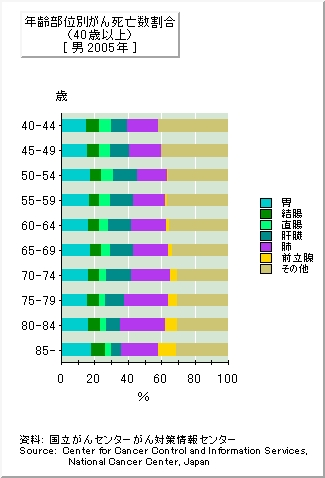 年齢部位別がん死亡数割合
(40歳以上)
[ 男 2005年 ]
歳
40-44
45-49
50-54
55-59
60-64
65-69
70-74
75-79
80-84
85-
0 20 40 60 80 100
%
胃
結腸
直腸
肝臓
肺
前立腺
その他
資料: 国立がんセンターがん対策情報センター
Source: Center for Cancer Control and Information Services,
National Cancer Center, Japan